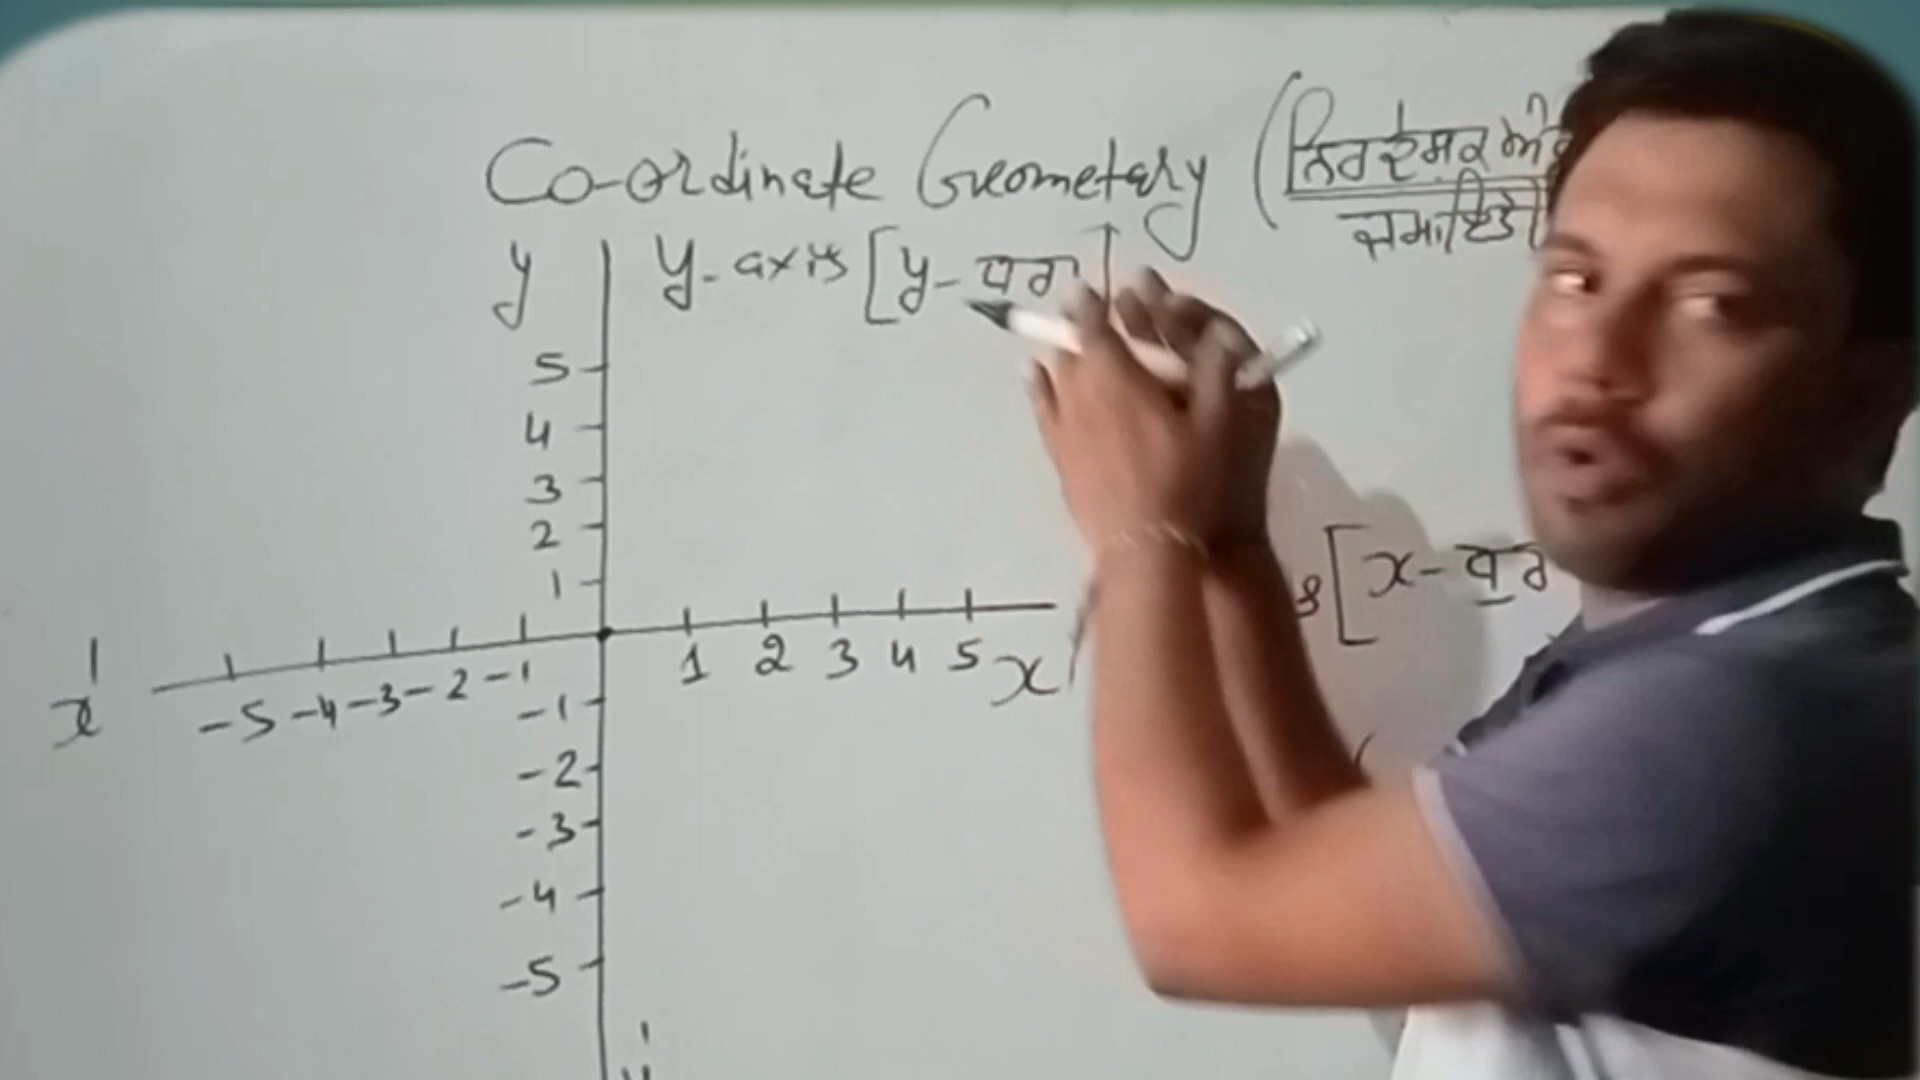 Co-ordinate Geometary (ਨਿਰਦੇਸ਼ਕ ਅੰਕ
ਜਮਾਇਤੀ
y y-axis [y-ਧੁਰਾ]
5
4
3
2
1
x' -5 -4 -3 -2 -1 1 2 3 4 5 x [x-ਧੁਰਾ
-1
-2
-3
-4
-5
y'